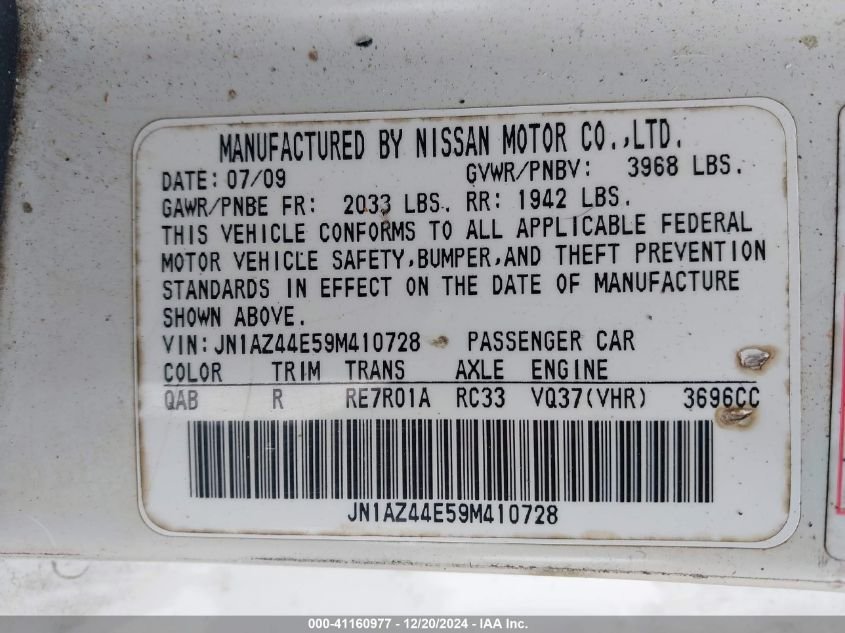 MANUFACTURED BY NISSAN MOTOR CO.,LTD.
DATE: 07/09 GVWR/PNBV: 3968 LBS.
GAWR/PNBE FR: 2033 LBS. RR: 1942 LBS.
THIS VEHICLE CONFORMS TO ALL APPLICABLE FEDERAL
MOTOR VEHICLE SAFETY,BUMPER,AND THEFT PREVENTION
STANDARDS IN EFFECT ON THE DATE OF MANUFACTURE
SHOWN ABOVE.
VIN:JN1AZ44E59M410728 PASSENGER CAR
COLOR TRIM TRANS AXLE ENGINE
QAB R RE7R01A RC33 VQ37(VHR) 3696CC
JN1AZ44E59M410728
000-41160977 - 12/20/2024 - IAA Inc.